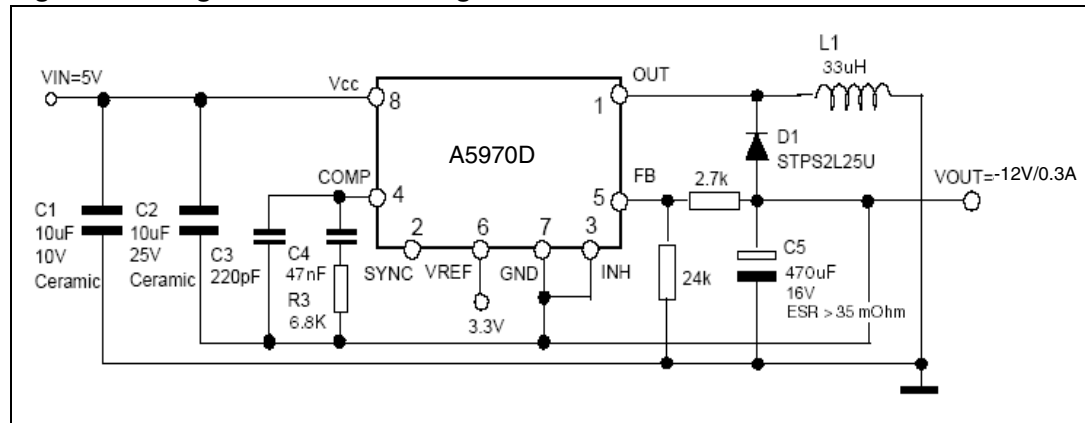 VIN=5V
Vcc
8
A5970D
OUT
1
L1
33uH
D1
STPS2L25U
COMP
4
FB
5
2.7k
VOUT=-12V/0.3A
C1
10uF
10V
Ceramic
C2
10uF
25V
Ceramic
C3
220pF
C4
47nF
R3
6.8K
2
SYNC
6
VREF
3.3V
7
GND
3
INH
24k
C5
470uF
16V
ESR > 35 mOhm